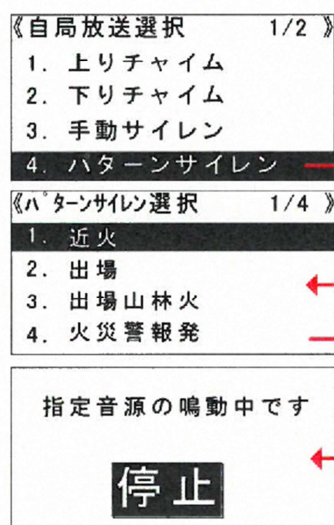 《自局放送選択 1/2 》
1. 上りチャイム
2. 下りチャイム
3. 手動サイレン
4. パターンサイレン
《パターンサイレン選択 1/4 》
1. 近火
2. 出場
3. 出場山林火
4. 火災警報発
指定音源の鳴動中です
停止